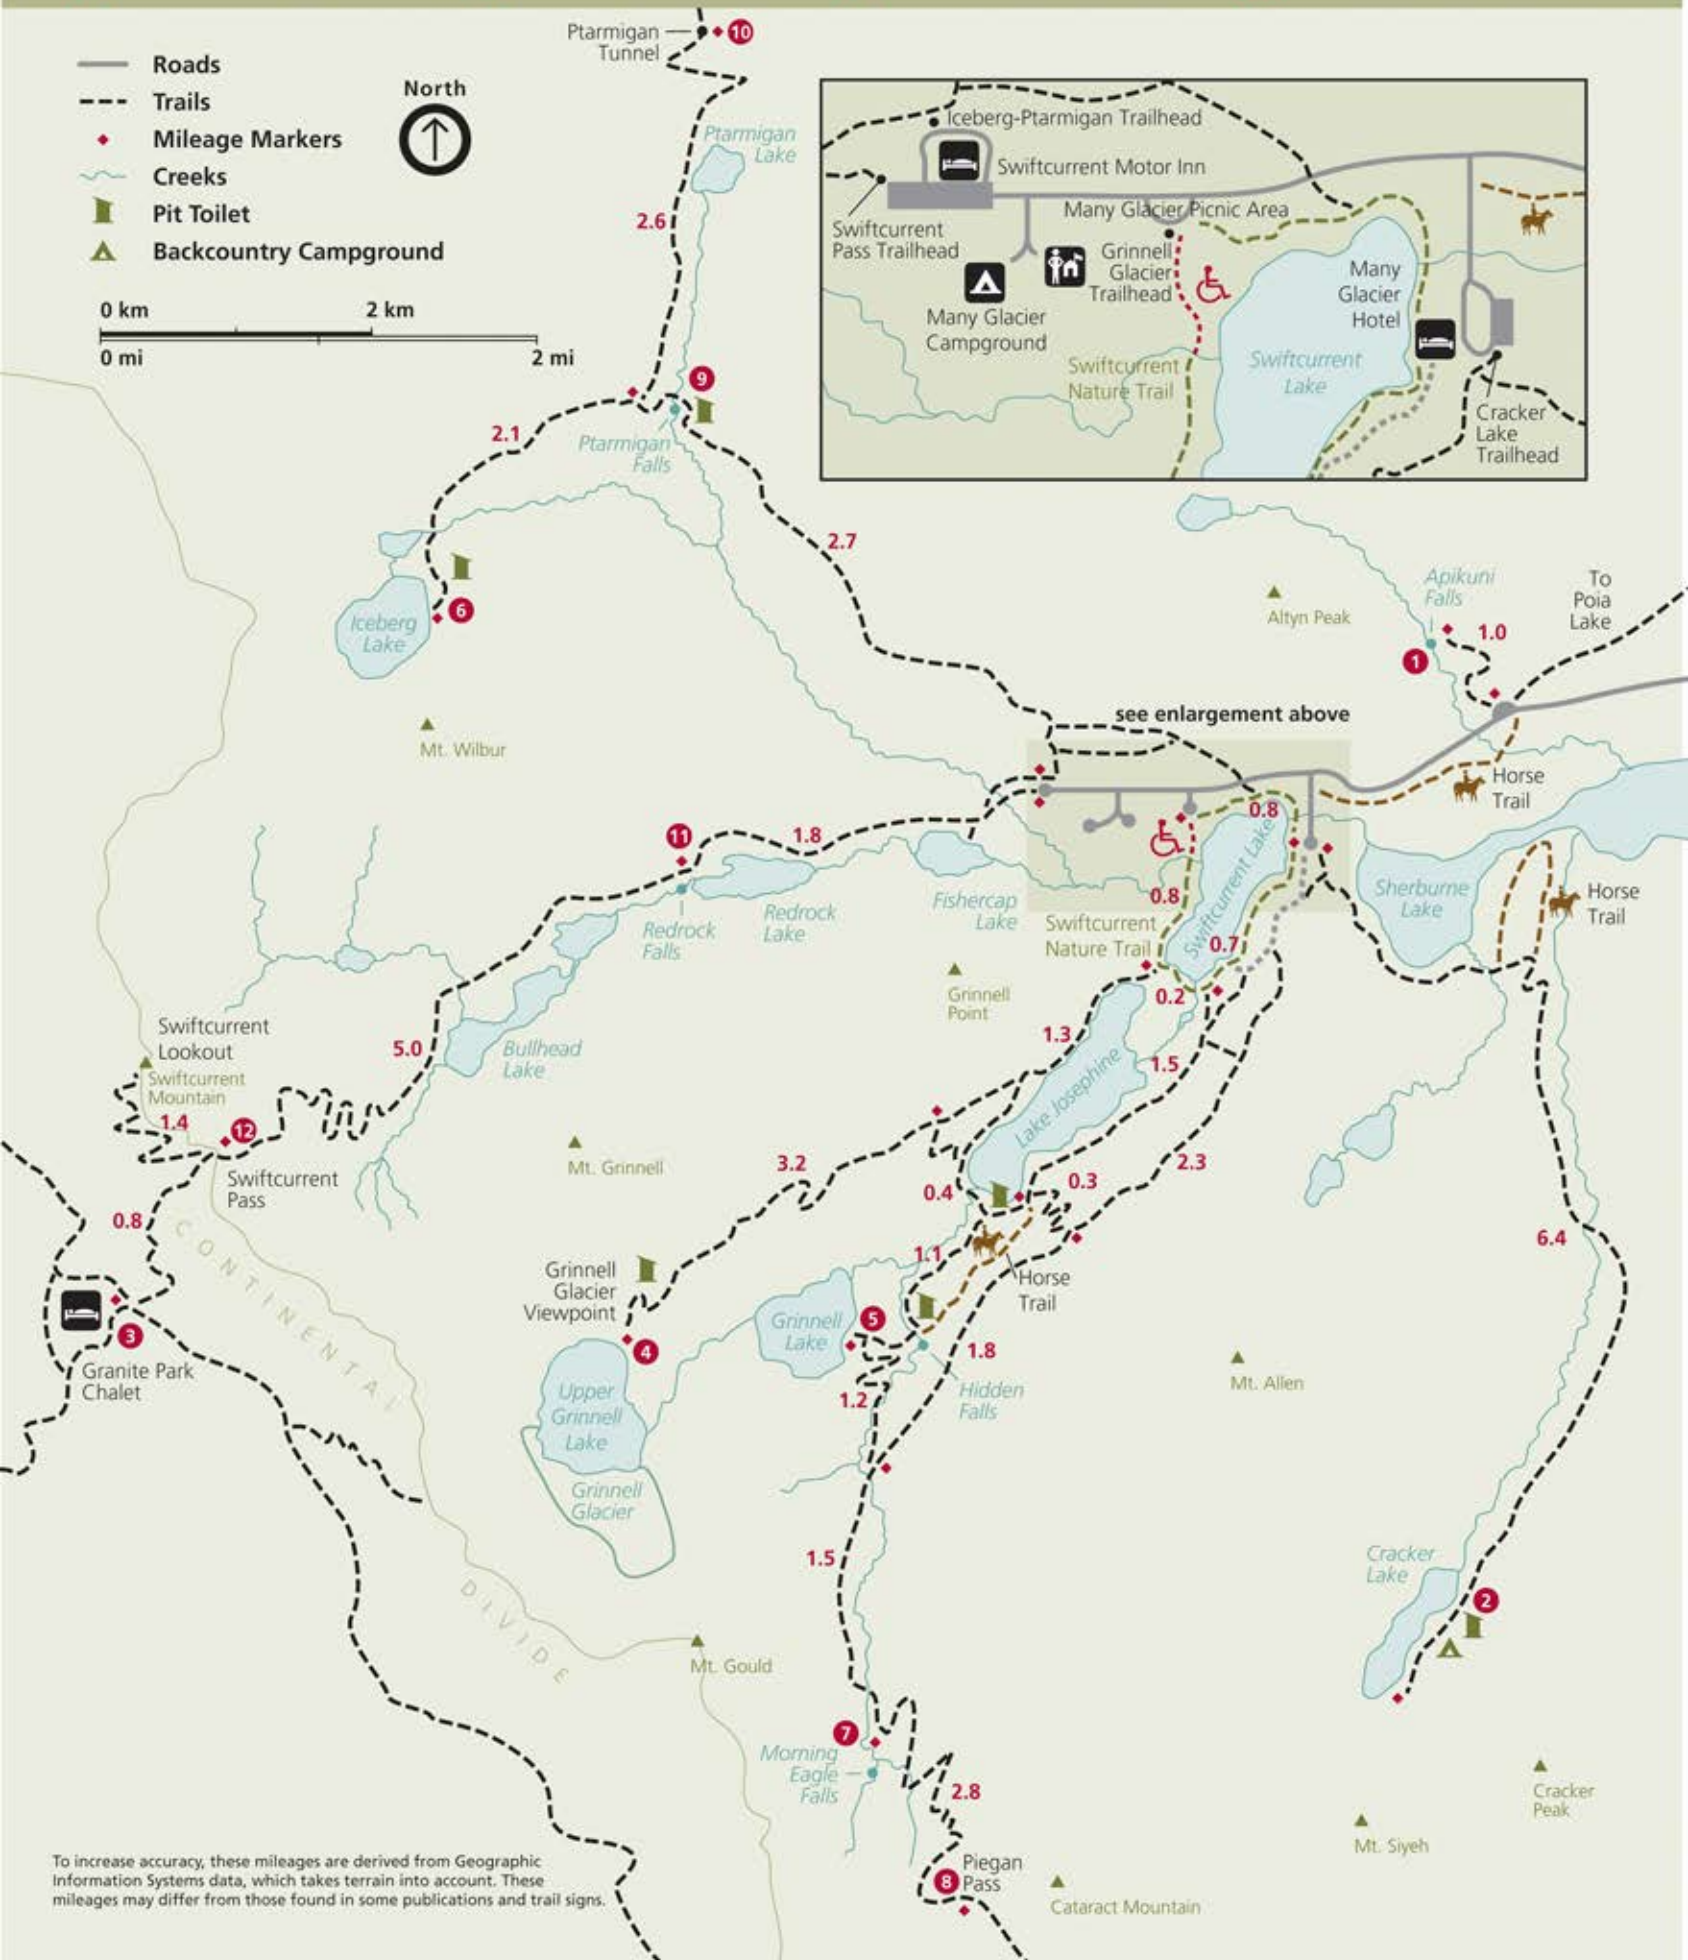 Roads
Trails
Mileage Markers
Creeks
Pit Toilet
Backcountry Campground
North
0 km
2 km
0 mi
2 mi
Ptarmigan
Tunnel
10
Ptarmigan
Lake
2.6
Iceberg-Ptarmigan Trailhead
Swiftcurrent Motor Inn
Many Glacier Picnic Area
Swiftcurrent
Pass Trailhead
Grinnell
Glacier
Trailhead
Many
Glacier
Hotel
Many Glacier
Campground
Swiftcurrent
Nature Trail
Swiftcurrent
Lake
Cracker
Lake
Trailhead
9
2.1
Ptarmigan
Falls
2.7
Iceberg
Lake
6
Altyn Peak
Apikuni
Falls
To
Poia
Lake
1.0
1
see enlargement above
Mt. Wilbur
Horse
Trail
0.8
11
1.8
Redrock
Falls
Redrock
Lake
Fishercap
Lake
0.8
Swiftcurrent
Nature Trail
Swiftcurrent Lake
0.7
Sherburne
Lake
Horse
Trail
Grinnell
Point
0.2
1.3
1.5
Lake Josephine
Swiftcurrent
Lookout
Swiftcurrent
Mountain
5.0
Bullhead
Lake
1.4
12
Swiftcurrent
Pass
Mt. Grinnell
3.2
0.4
0.3
2.3
0.8
6.4
1.1
Horse
Trail
Grinnell
Glacier
Viewpoint
4
Grinnell
Lake
5
1.8
Hidden
Falls
1.2
3
Granite Park
Chalet
CONTINENTAL
DIVIDE
Upper
Grinnell
Lake
Grinnell
Glacier
Mt. Allen
1.5
Cracker
Lake
2
Mt. Gould
7
Morning
Eagle
Falls
2.8
Cracker
Peak
Mt. Siyeh
8
Piegan
Pass
Cataract Mountain
To increase accuracy, these mileages are derived from Geographic
Information Systems data, which takes terrain into account. These
mileages may differ from those found in some publications and trail signs.